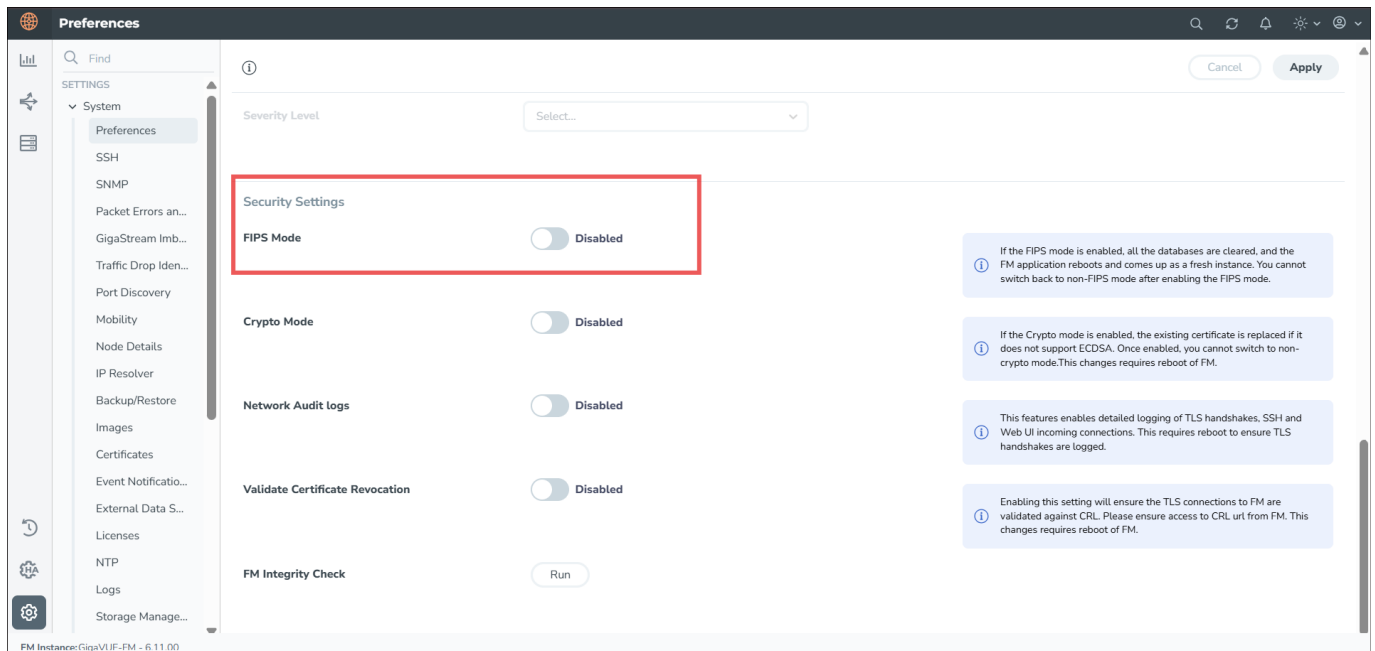 Preferences
Find
SETTINGS
System
Preferences
SSH
SNMP
Packet Errors an...
GigaStream Imb...
Traffic Drop Iden...
Port Discovery
Mobility
Node Details
IP Resolver
Backup/Restore
Images
Certificates
Event Notificatio...
External Data S...
Licenses
NTP
Logs
Storage Manage...
HA
Cancel
Apply
Severity Level
Select...
Security Settings
FIPS Mode
Disabled
If the FIPS mode is enabled, all the databases are cleared, and the
FM application reboots and comes up as a fresh instance. You cannot
switch back to non-FIPS mode after enabling the FIPS mode.
Crypto Mode
Disabled
If the Crypto mode is enabled, the existing certificate is replaced if it
does not support ECDSA. Once enabled, you cannot switch to non-
crypto mode.This changes requires reboot of FM.
Network Audit logs
Disabled
This features enables detailed logging of TLS handshakes, SSH and
Web UI incoming connections. This requires reboot to ensure TLS
handshakes are logged.
Validate Certificate Revocation
Disabled
Enabling this setting will ensure the TLS connections to FM are
validated against CRL. Please ensure access to CRL url from FM. This
changes requires reboot of FM.
FM Integrity Check
Run
FM Instance:GigaVUE-FM - 6.11.00